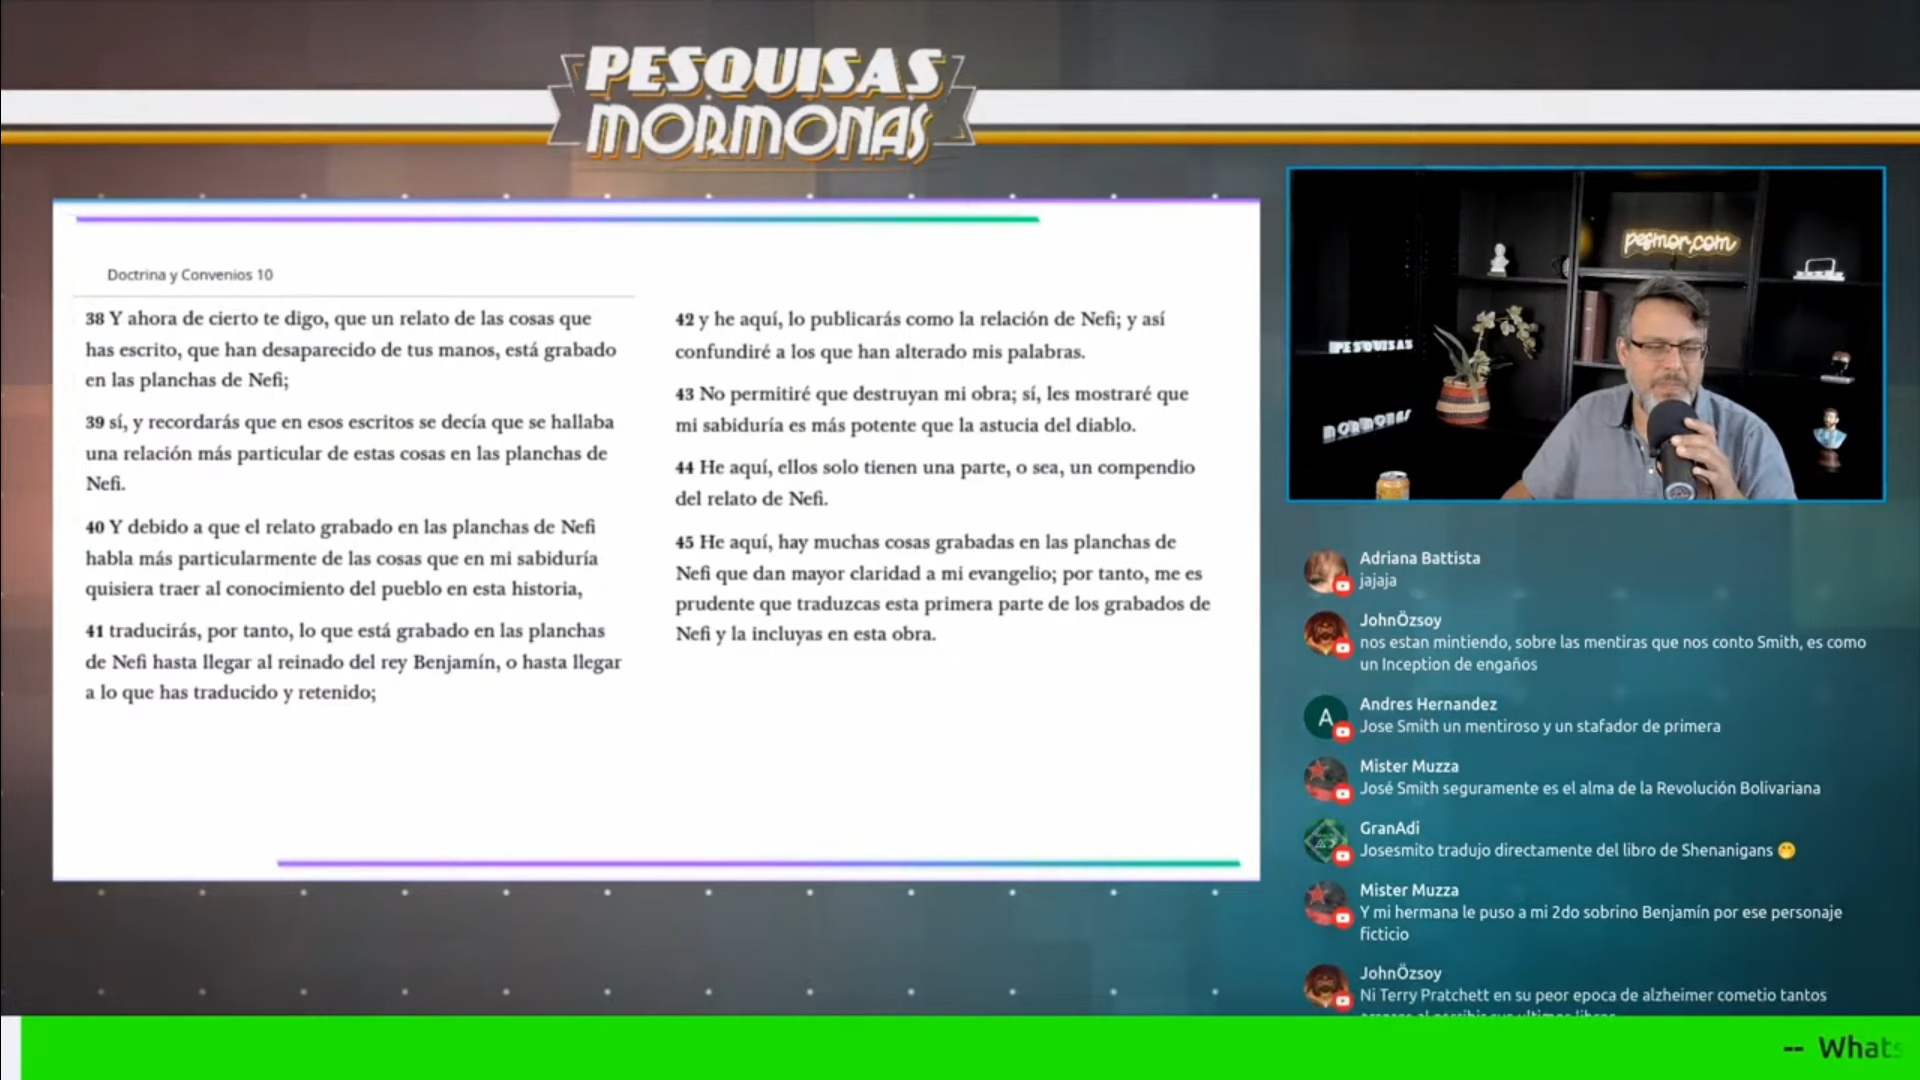 PESQUISAS
MORMONAS
Doctrina y Convenios 10
38 Y ahora de cierto te digo, que un relato de las cosas que
has escrito, que han desaparecido de tus manos, está grabado
en las planchas de Nefi;
39 sí, y recordarás que en esos escritos se decía que se hallaba
una relación más particular de estas cosas en las planchas de
Nefi.
40 Y debido a que el relato grabado en las planchas de Nefi
habla más particularmente de las cosas que en mi sabiduría
quisiera traer al conocimiento del pueblo en esta historia,
41 traducirás, por tanto, lo que está grabado en las planchas
de Nefi hasta llegar al reinado del rey Benjamín, o hasta llegar
a lo que has traducido y retenido;
42 y he aquí, lo publicarás como la relación de Nefi; y así
confundiré a los que han alterado mis palabras.
43 No permitiré que destruyan mi obra; sí, les mostraré que
mi sabiduría es más potente que la astucia del diablo.
44 He aquí, ellos solo tienen una parte, o sea, un compendio
del relato de Nefi.
45 He aquí, hay muchas cosas grabadas en las planchas de
Nefi que dan mayor claridad a mi evangelio; por tanto, me es
prudente que traduzcas esta primera parte de los grabados de
Nefi y la incluyas en esta obra.
pesmor.com
PESQUISAS
MORMONAS
Adriana Battista
jajaja
JohnÖzsoy
nos estan mintiendo, sobre las mentiras que nos conto Smith, es como
un Inception de engaños
A
Andres Hernandez
Jose Smith un mentiroso y un stafador de primera
Mister Muzza
José Smith seguramente es el alma de la Revolución Bolivariana
GranAdi
Josesmito tradujo directamente del libro de Shenanigans 🤭
Mister Muzza
Y mi hermana le puso a mi 2do sobrino Benjamín por ese personaje
ficticio
JohnÖzsoy
Ni Terry Pratchett en su peor epoca de alzheimer cometio tantos
-- Whats